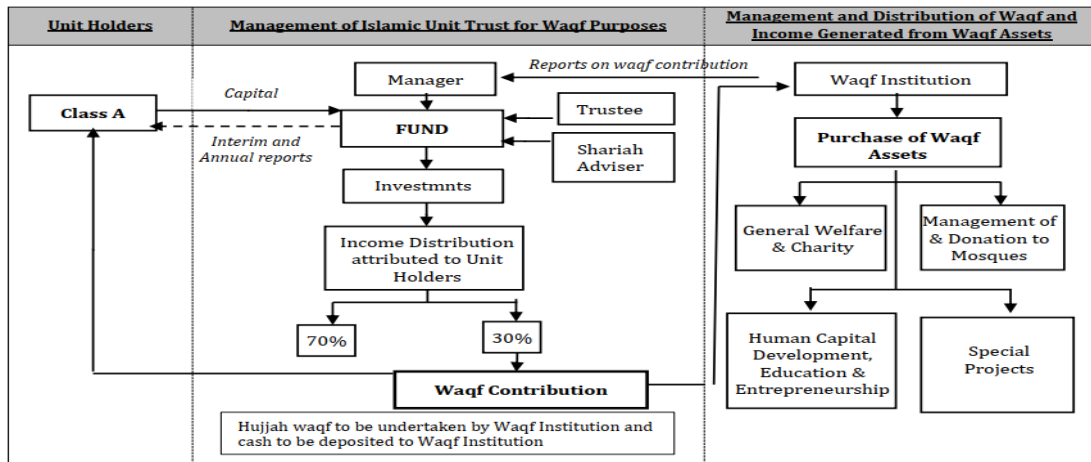 Unit Holders
Management of Islamic Unit Trust for Waqf Purposes
Management and Distribution of Waqf and
Income Generated from Waqf Assets
Class A
Capital
Interim and
Annual reports
Manager
Reports on waqf contribution
FUND
Trustee
Shariah
Adviser
Investmnts
Income Distribution
attributed to Unit
Holders
70%
30%
Waqf Contribution
Hujjah waqf to be undertaken by Waqf Institution and
cash to be deposited to Waqf Institution
Waqf Institution
Purchase of Waqf
Assets
General Welfare
& Charity
Management of
& Donation to
Mosques
Human Capital
Development,
Education &
Entrepreneurship
Special
Projects